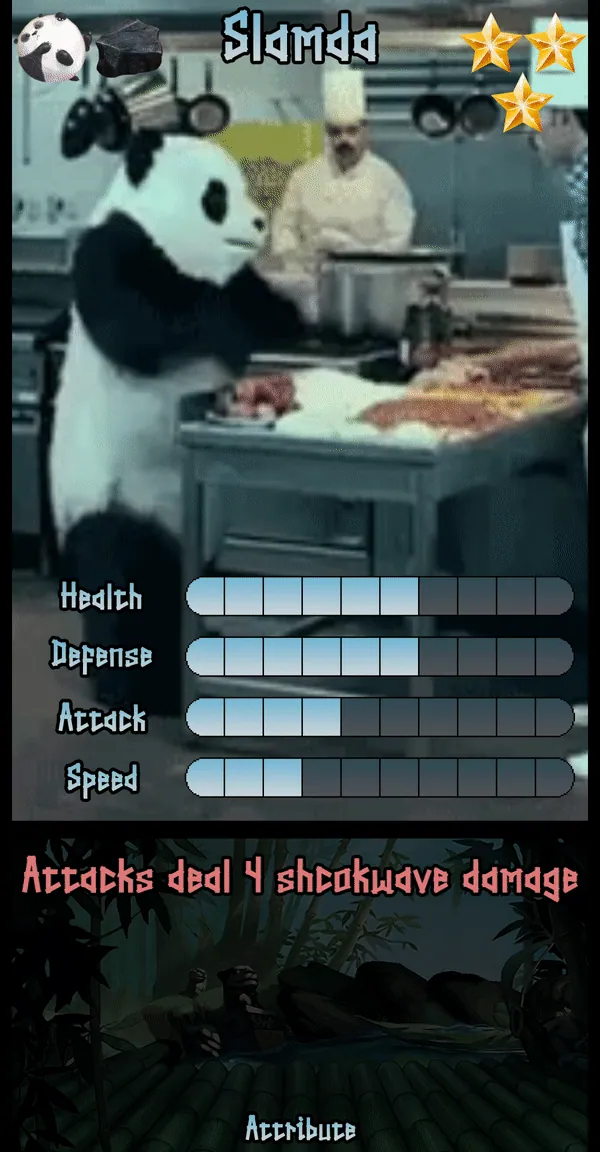 Slamda
Health
Defense
Attack
Speed
Attacks deal 4 shcokwave damage
Attribute